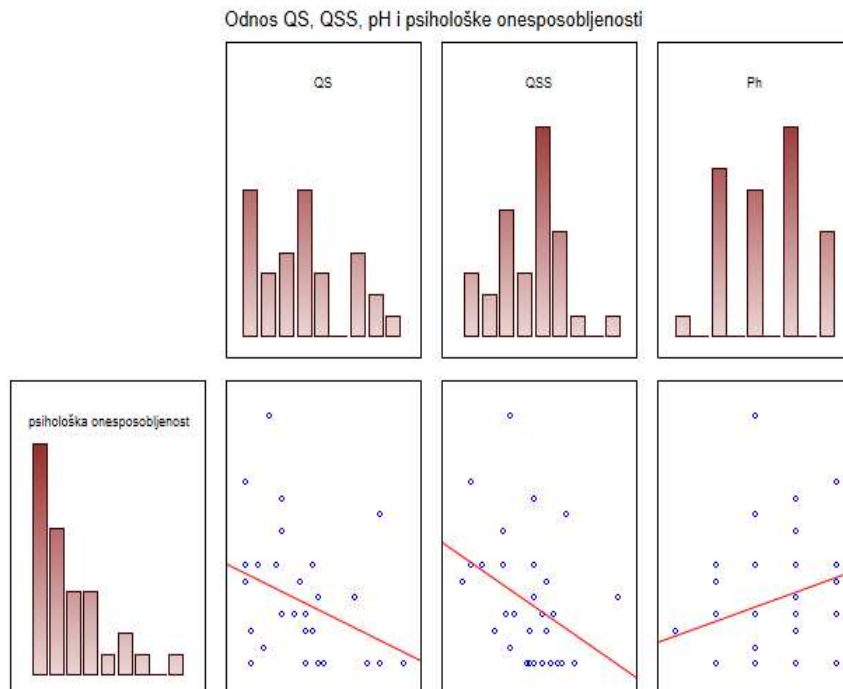 Odnos QS, QSS, pH i psihološke onesposobljenosti
QS
QSS
Ph
psihološka onesposobljenost